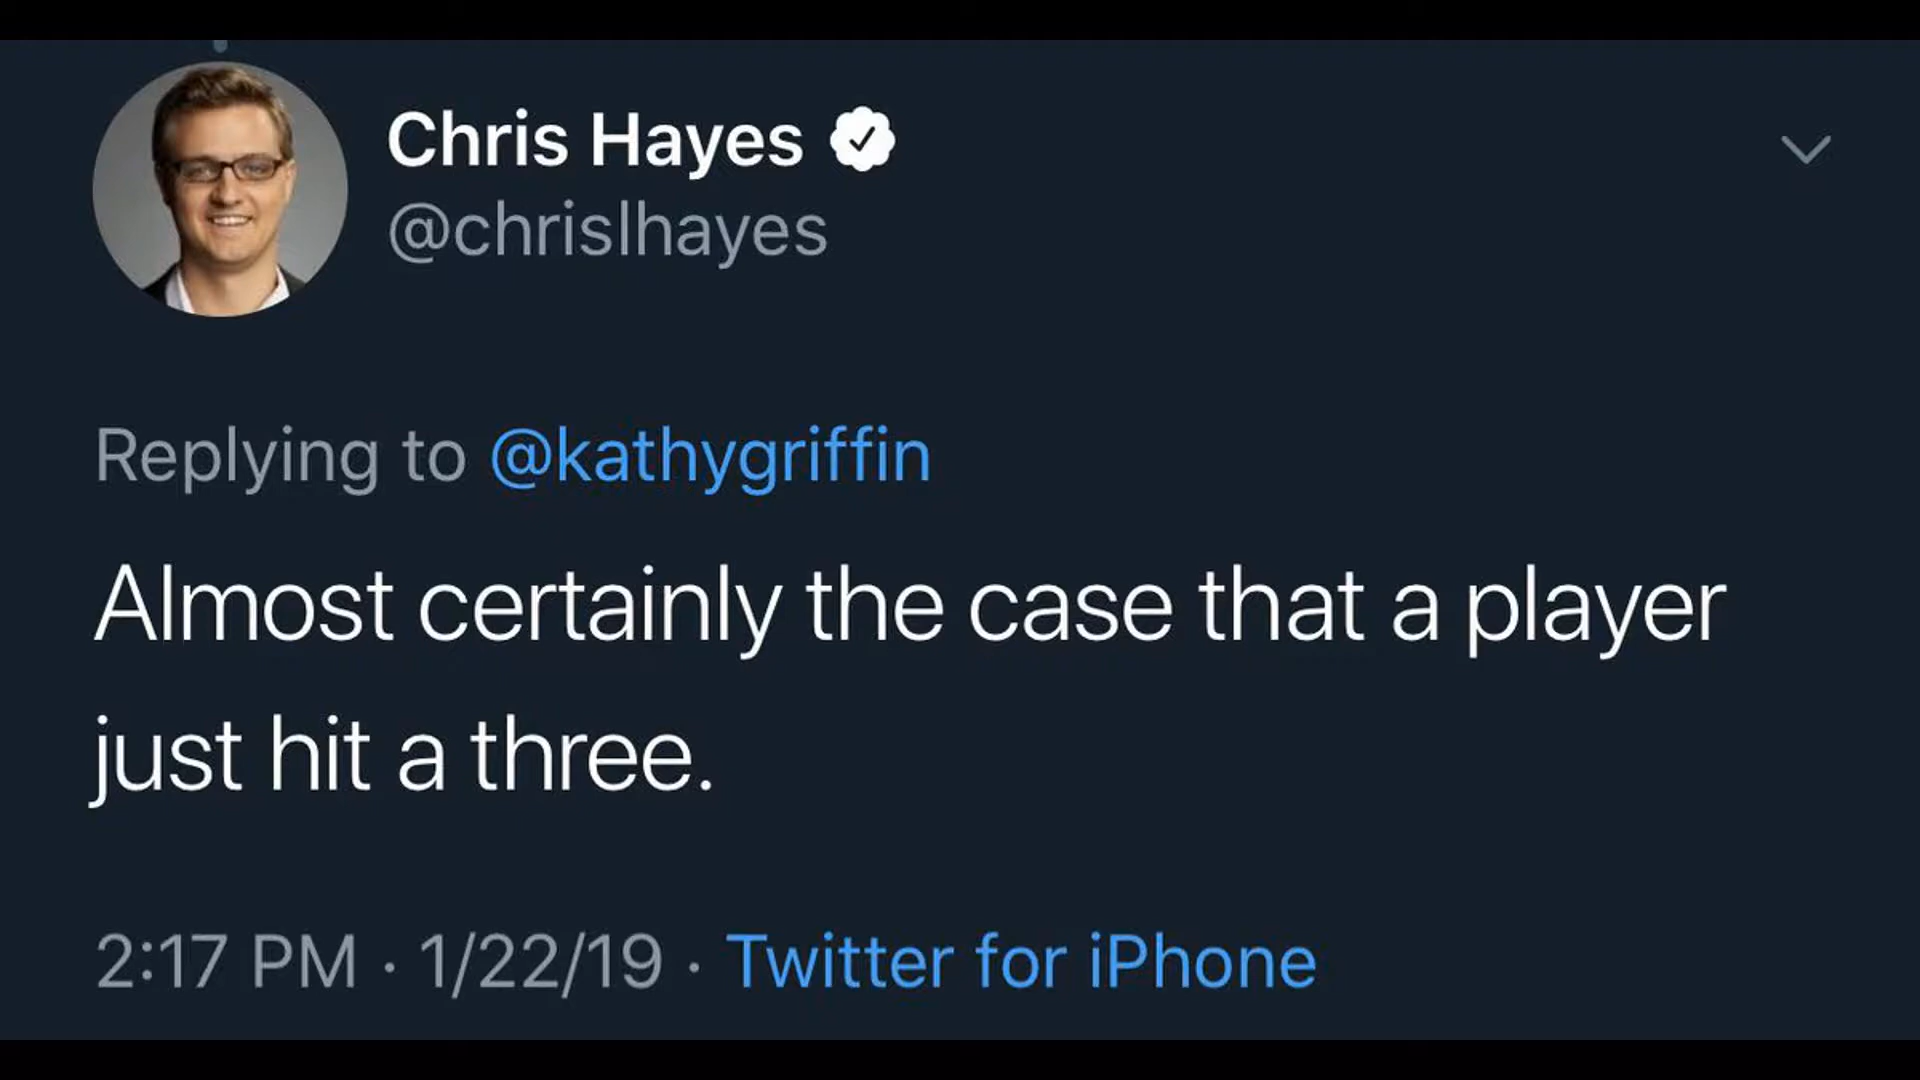 Chris Hayes
@chrislhayes
Replying to @kathygriffin
Almost certainly the case that a player
just hit a three.
2:17 PM · 1/22/19 · Twitter for iPhone